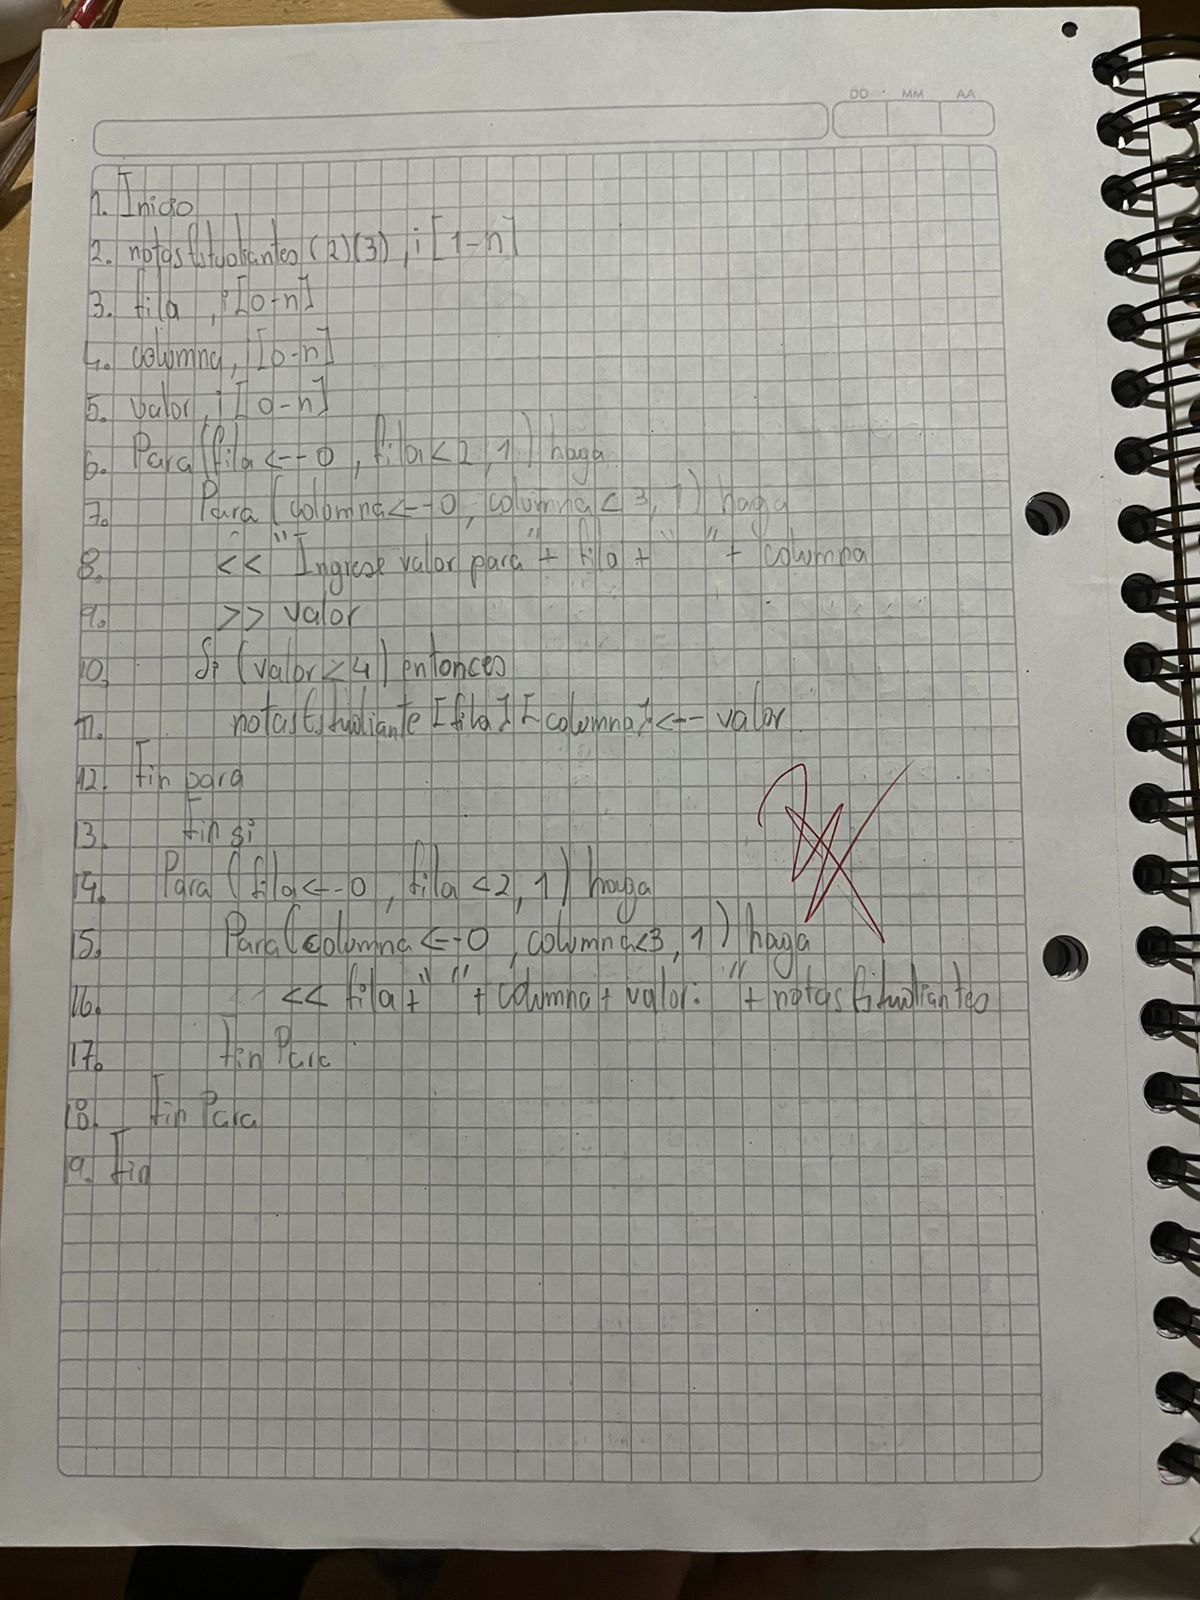 DD MM AA
1. Inicio
2. notasEstudiantes (2)(3), i [1-n]
3. fila, i [0-n]
4. columna, i [0-n]
5. valor, i [0-n]
6. Para (fila <-- 0, fila < 2, 1) haga
7. Para (columna <-- 0, columna < 3, 1) haga
8. << "Ingrese valor para" + fila + " " + columna
9. >> valor
10. Si (valor ≥ 4) entonces
11. notasEstudiante [fila] [columna] <-- valor
12. Fin para
13. Fin si
14. Para (fila <-- 0, fila < 2, 1) haga
15. Para (columna <-- 0, columna < 3, 1) haga
16. << fila + " " + columna + valor: " + notasEstudiantes
17. Fin Para
18. Fin Para
19. Fin